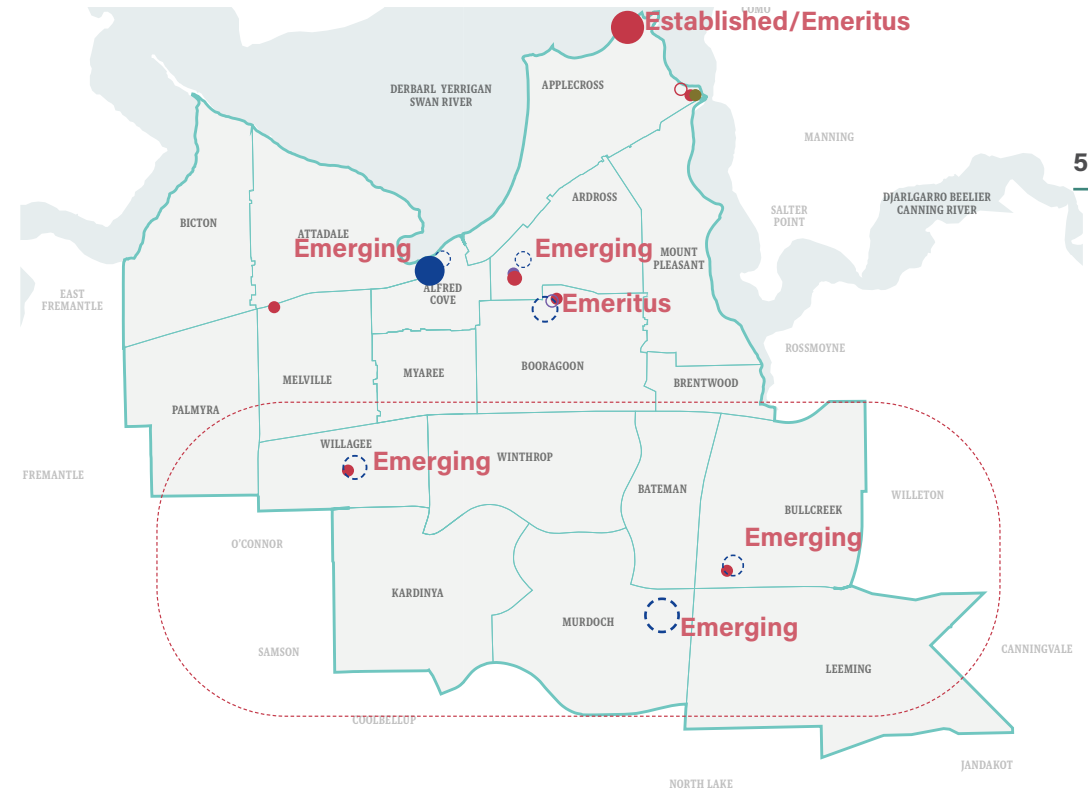 COMO
Established/Emeritus
APPLECROSS
DERBARL YERRIGAN
SWAN RIVER
MANNING
5
ARDROSS
DJARLGARRO BEELIER
CANNING RIVER
SALTER
POINT
BICTON
ATTADALE
Emerging
Emerging
MOUNT
PLEASANT
EAST
FREMANTLE
ALFRED
COVE
Emeritus
ROSSMOYNE
BOORAGOON
MYAREE
MELVILLE
BRENTWOOD
PALMYRA
WILLAGEE
Emerging
WINTHROP
FREMANTLE
BATEMAN
WILLETON
BULLCREEK
Emerging
O'CONNOR
KARDINYA
MURDOCH
Emerging
SAMSON
CANNINGVALE
LEEMING
COOLBELLUP
JANDAKOT
NORTH LAKE